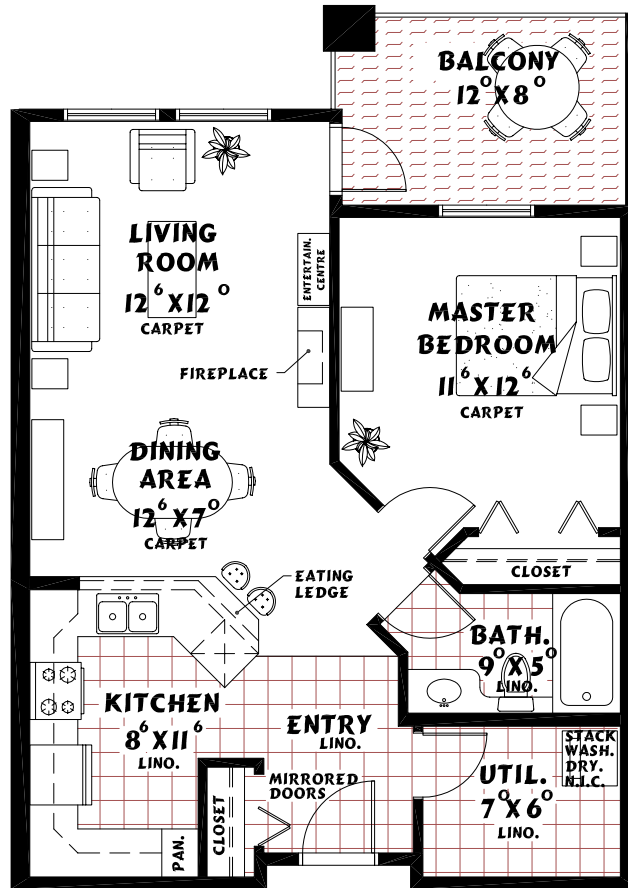 BALCONY
12⁰ X 8⁰
LIVING
ROOM
12⁶ X 12⁰
CARPET
ENTERTAIN.
CENTRE
FIREPLACE
MASTER
BEDROOM
11⁶ X 12⁶
CARPET
DINING
AREA
12⁶ X 7⁰
CARPET
EATING
LEDGE
CLOSET
BATH.
9⁰ X 5⁰
LINO.
KITCHEN
8⁶ X 11⁶
LINO.
ENTRY
LINO.
MIRRORED
DOORS
CLOSET
PAN.
UTIL.
7⁰ X 6⁰
LINO.
STACK
WASH.
DRY.
N.I.C.